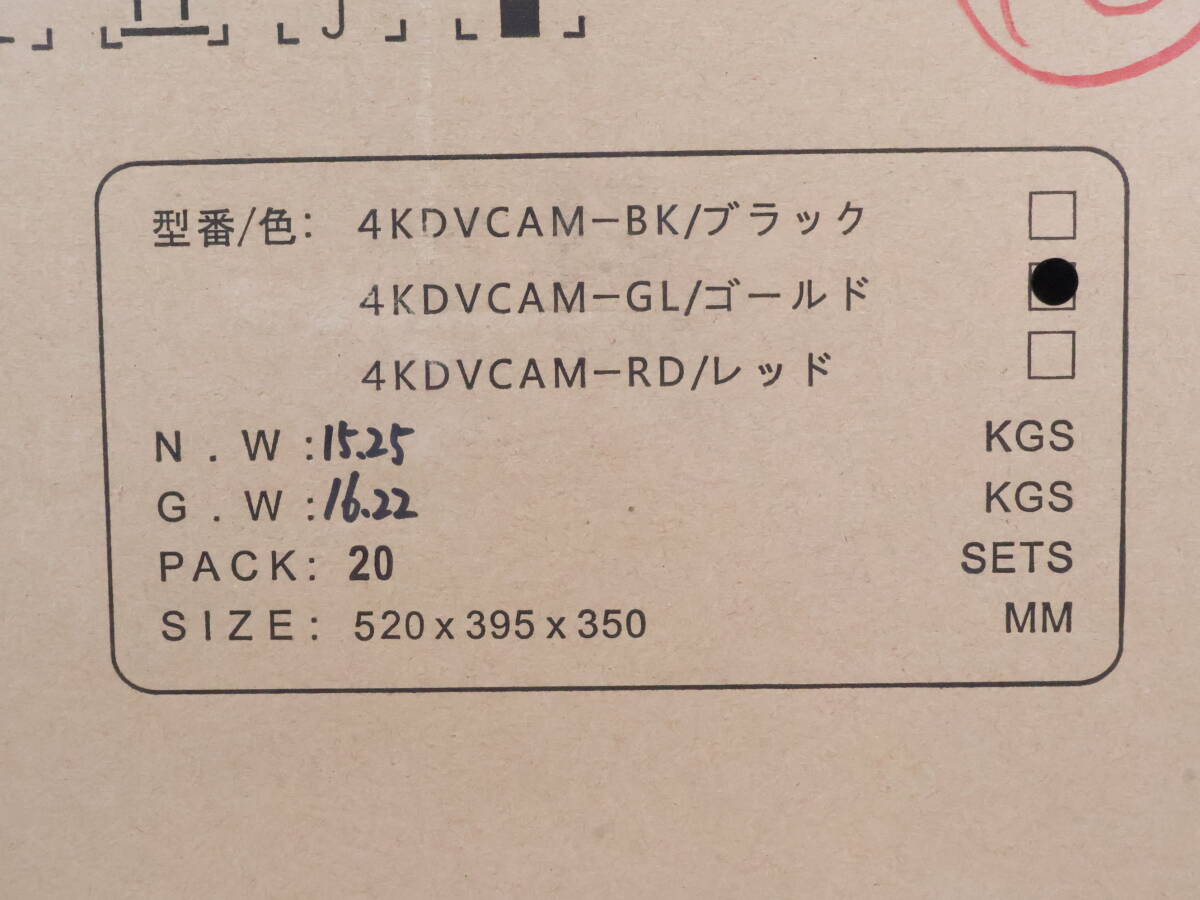 型番/色: 4KDVCAM-BK/ブラック
4KDVCAM-GL/ゴールド
4KDVCAM-RD/レッド
N.W:15.25 KGS
G.W:16.22 KGS
PACK: 20 SETS
SIZE: 520x395x350 MM